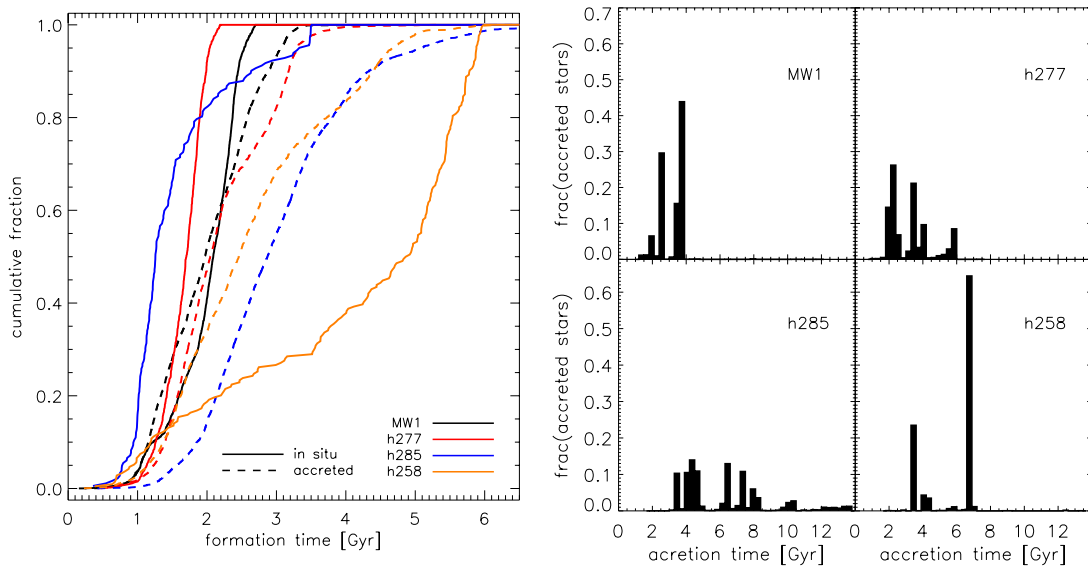 1.0
0.8
0.6
0.4
0.2
0.0
cumulative fraction
0 1 2 3 4 5 6
formation time [Gyr]
in situ
accreted
MW1
h277
h285
h258
0.7
0.6
0.5
0.4
0.3
0.2
0.1
0.0
frac(accreted stars)
MW1
h277
0.6
0.5
0.4
0.3
0.2
0.1
0.0
frac(accreted stars)
h285
h258
0 2 4 6 8 10 12
acretion time [Gyr]
0 2 4 6 8 10 12
accretion time [Gyr]